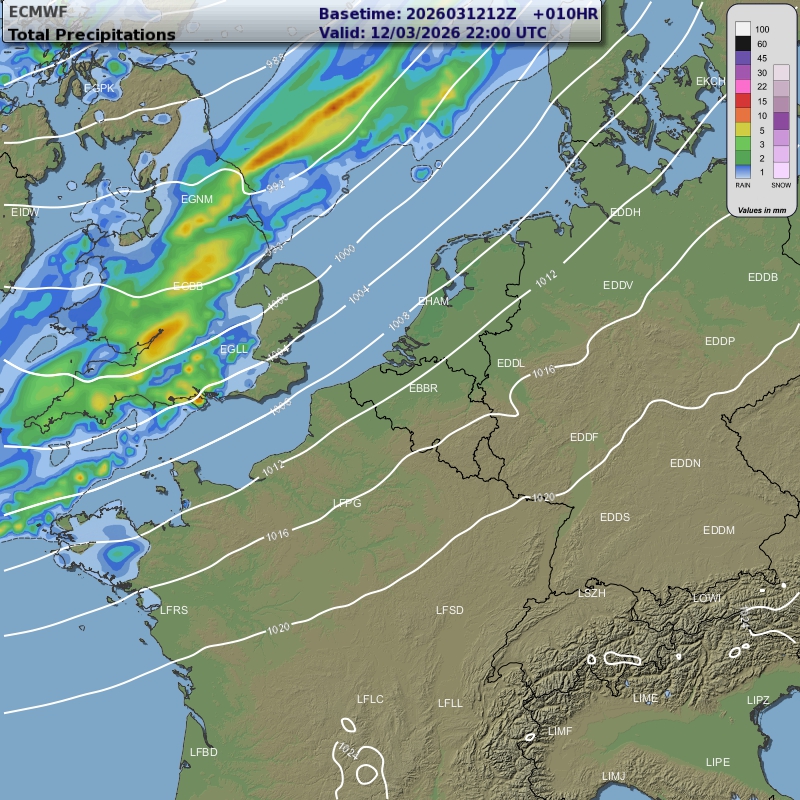 ECMWF
Basetime: 2026031212Z +010HR
Total Precipitations
Valid: 12/03/2026 22:00 UTC
100
60
45
30
22
15
10
5
3
2
1
RAIN
SNOW
Values in mm
EGPK
EKCH
992
EGNM
EIDW
EDDH
1000
1012
EDDB
EGBB
EDDV
1004
EHAM
1008
EDDP
EGLL
EDDL
1016
EBBR
1008
EDDF
1012
EDDN
1020
LFPG
EDDS
EDDM
1016
LSZH
LOWI
LFRS
LFSD
1020
LFLC
LFLL
LIME
LIPZ
LIMF
1024
LFBD
LIPE
LIMJ